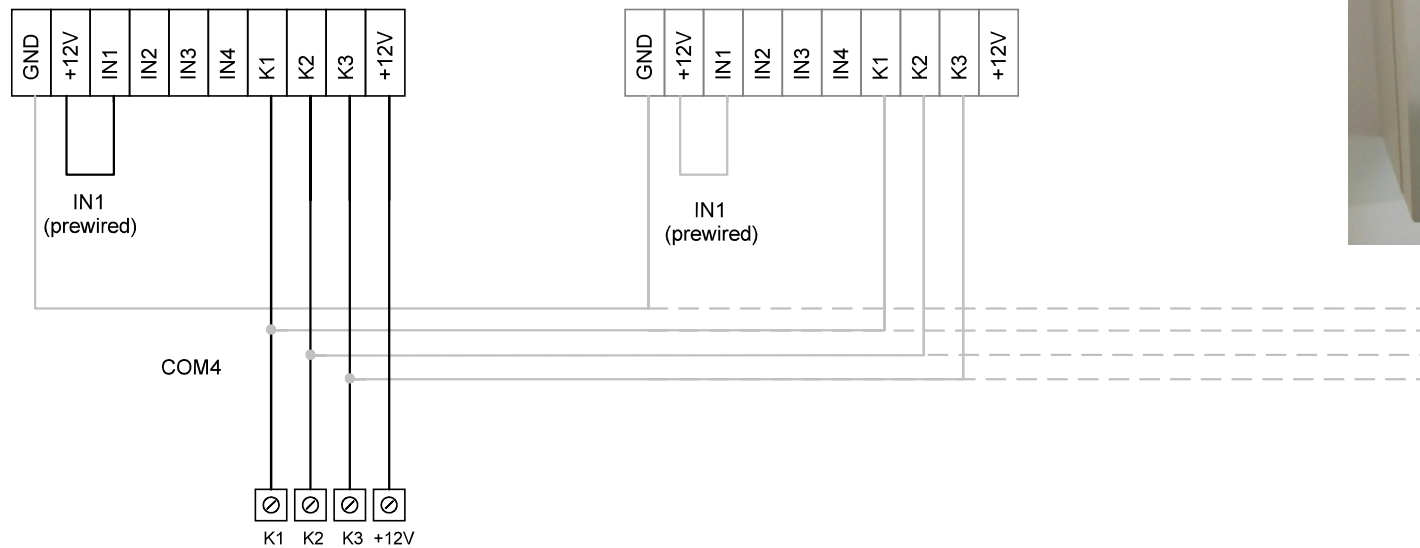 GND +12V IN1 IN2 IN3 IN4 K1 K2 K3 +12V
GND +12V IN1 IN2 IN3 IN4 K1 K2 K3 +12V
IN1
(prewired)
IN1
(prewired)
COM4
K1 K2 K3 +12V